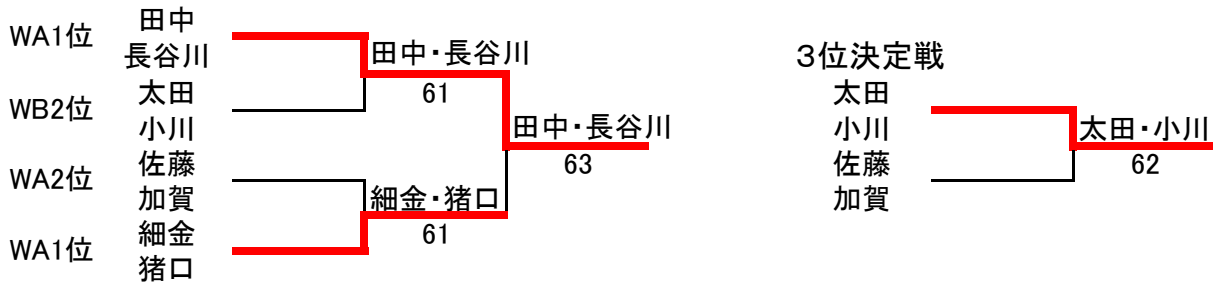 WA1位
田中
長谷川
田中・長谷川
61
WB2位
太田
小川
田中・長谷川
63
WA2位
佐藤
加賀
細金・猪口
61
WA1位
細金
猪口
3位決定戦
太田
小川
太田・小川
62
佐藤
加賀